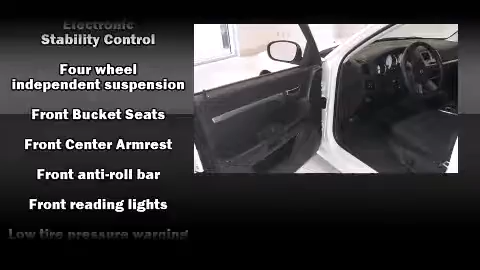 Electronic
Stability Control
Four wheel
independent suspension
Front Bucket Seats
Front Center Armrest
Front anti-roll bar
Front reading lights
Low tire pressure warning